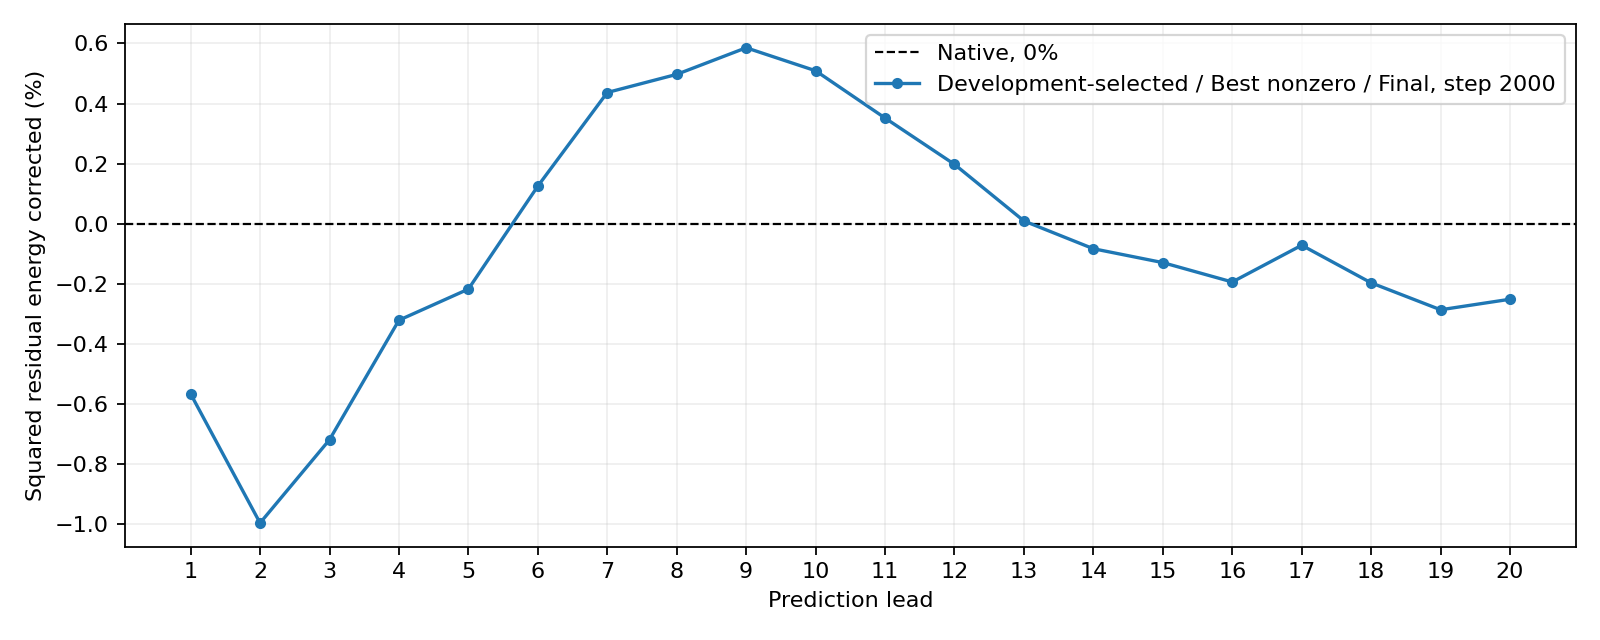 Squared residual energy corrected (%)
0.6
0.4
0.2
0.0
−0.2
−0.4
−0.6
−0.8
−1.0
Native, 0%
Development-selected / Best nonzero / Final, step 2000
1 2 3 4 5 6 7 8 9 10 11 12 13 14 15 16 17 18 19 20
Prediction lead